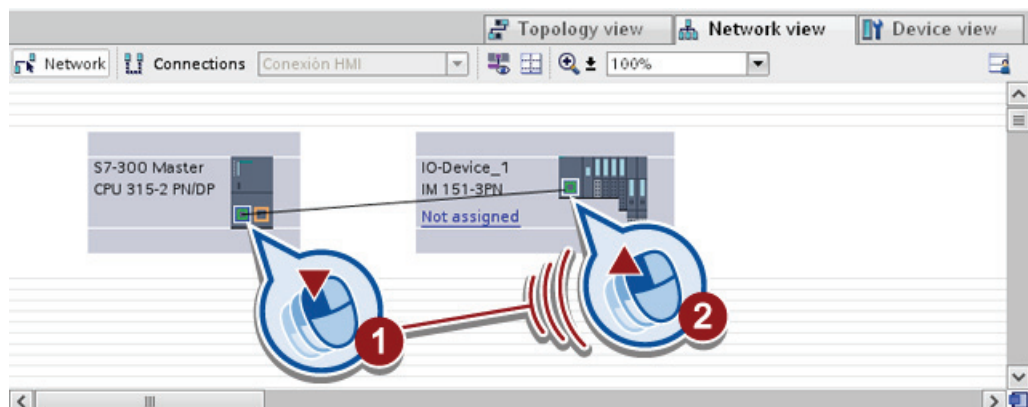 Topology view Network view Device view
Network Connections Conexión HMI 100%
S7-300 Master
CPU 315-2 PN/DP
IO-Device_1
IM 151-3PN
Not assigned
1
2